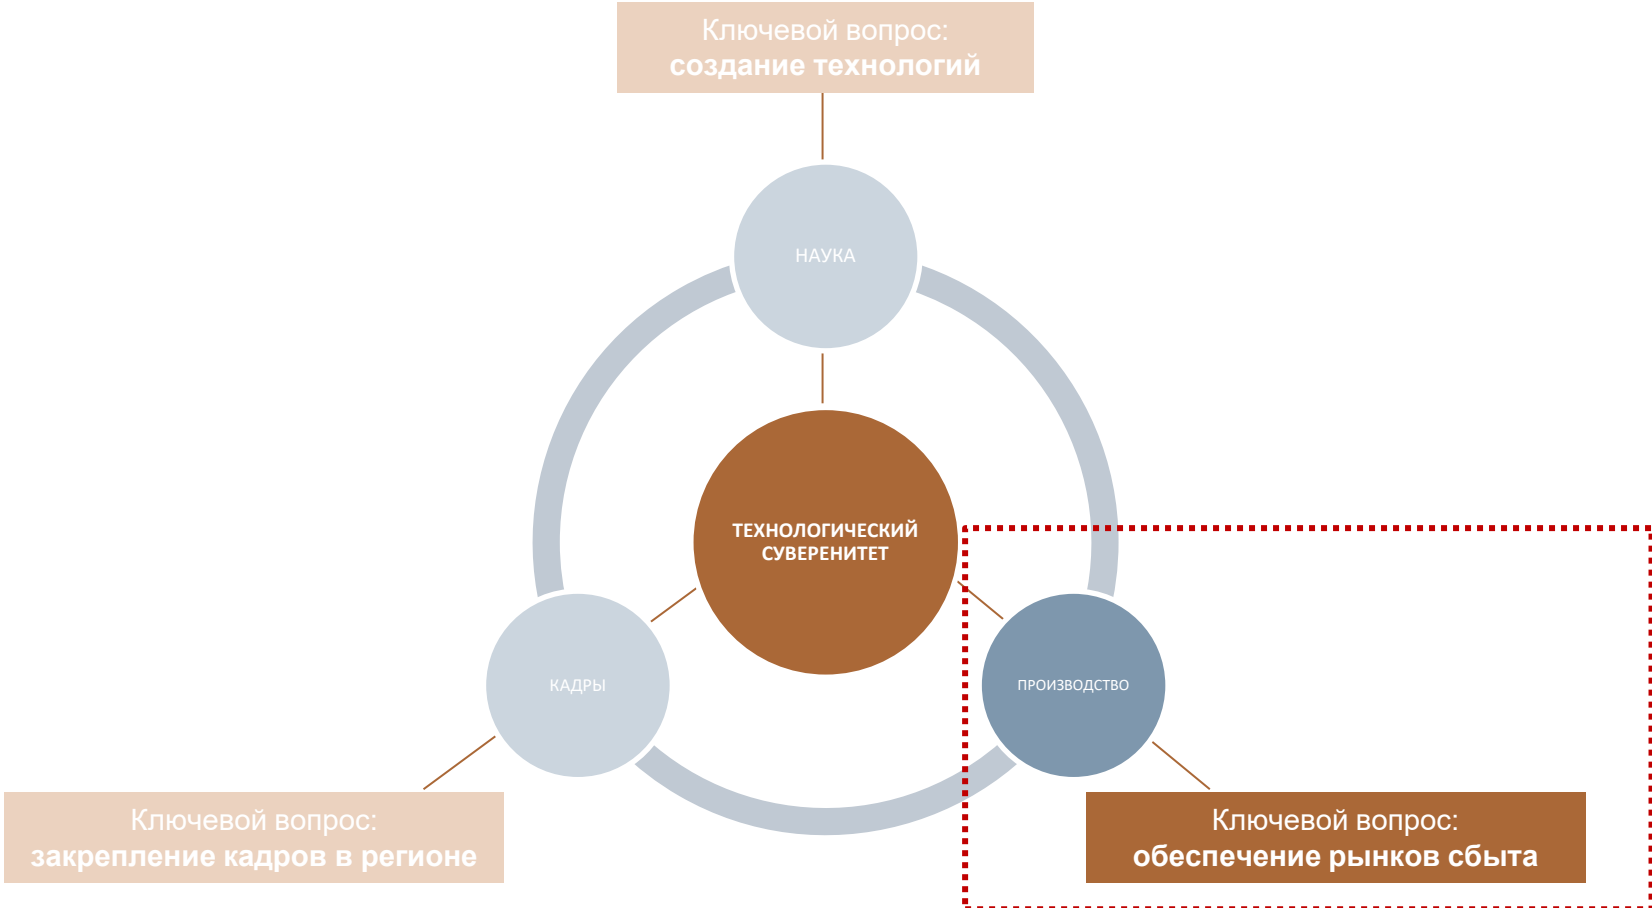 Ключевой вопрос:
создание технологий
НАУКА
ТЕХНОЛОГИЧЕСКИЙ
СУВЕРЕНИТЕТ
КАДРЫ
ПРОИЗВОДСТВО
Ключевой вопрос:
закрепление кадров в регионе
Ключевой вопрос:
обеспечение рынков сбыта